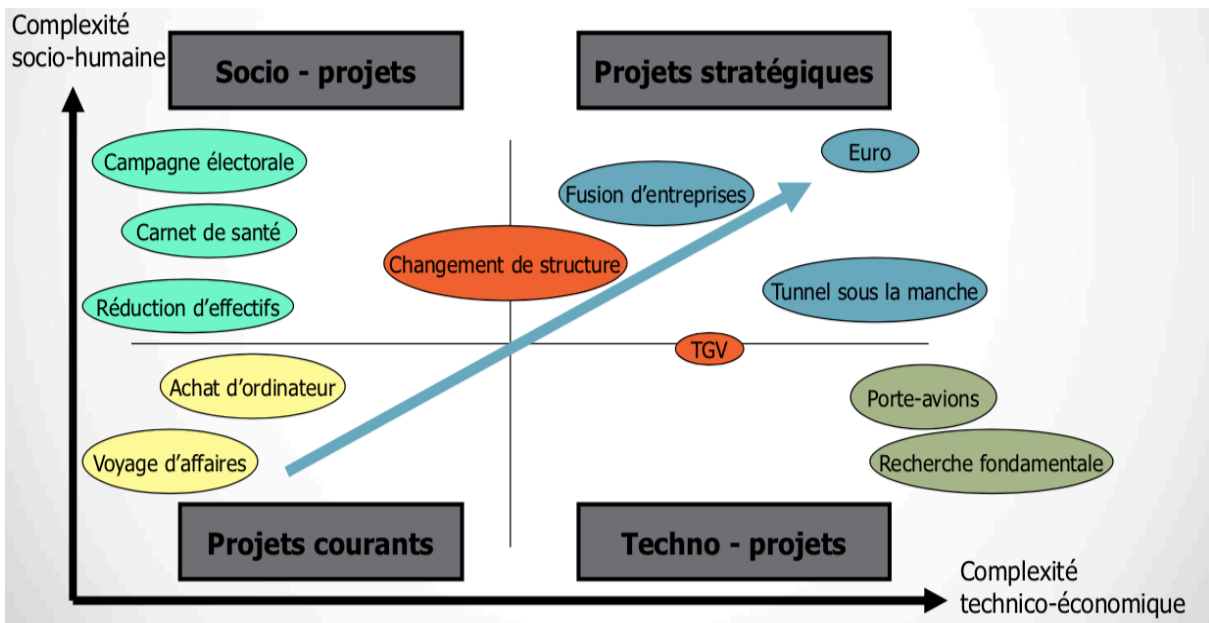 Complexité
socio-humaine
Socio - projets
Projets stratégiques
Campagne électorale
Euro
Fusion d’entreprises
Carnet de santé
Changement de structure
Réduction d’effectifs
Tunnel sous la manche
TGV
Achat d’ordinateur
Porte-avions
Voyage d’affaires
Recherche fondamentale
Projets courants
Techno - projets
Complexité
technico-économique